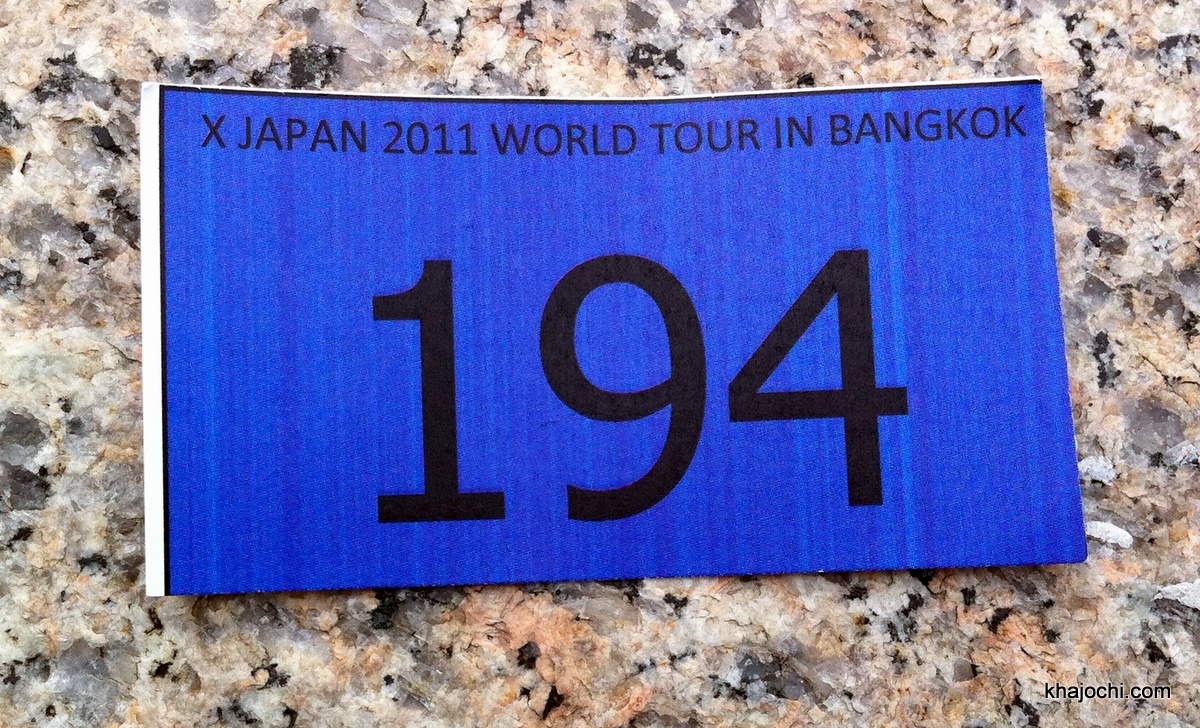 X JAPAN 2011 WORLD TOUR IN BANGKOK
194
khajochi.com